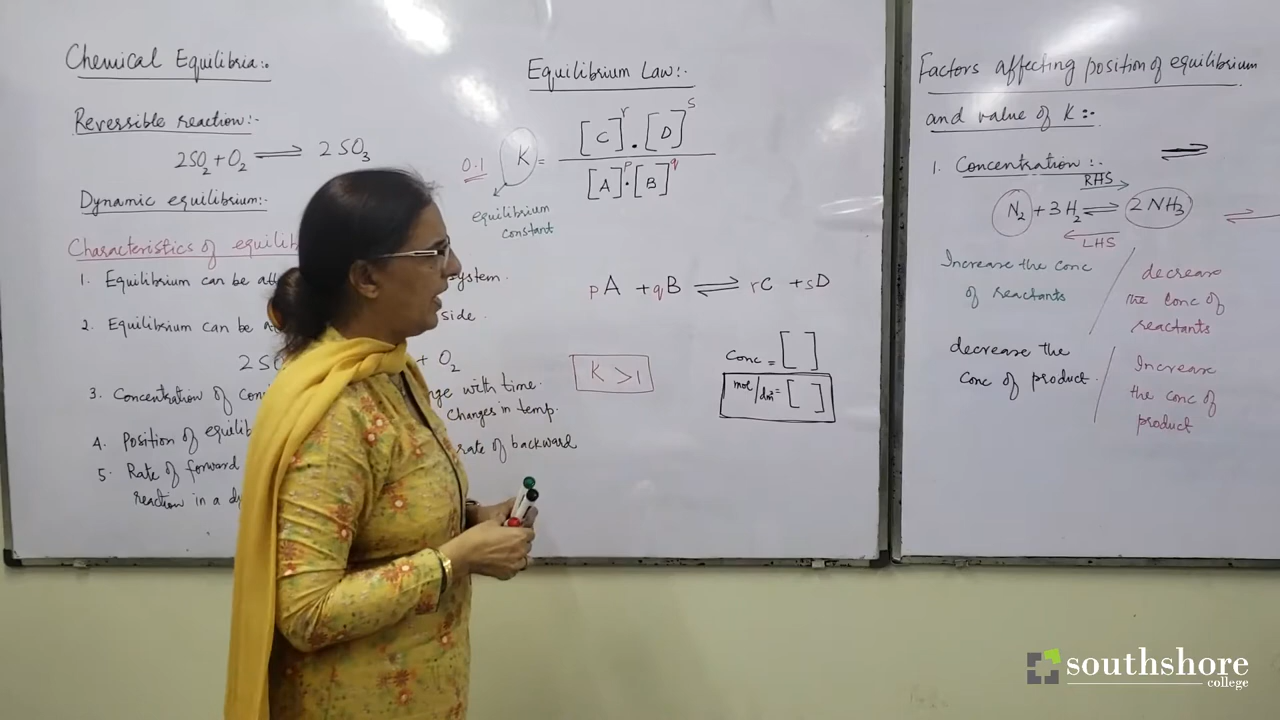 Chemical Equilibria:.
Reversible reaction:-
2SO₂ + O₂ ⇌ 2SO₃
Dynamic equilibrium:-
Characteristics of equilib
1. Equilibrium can be ystem.
2. Equilibrium can be side.
2SO + O₂
3. Concentration of con nge with time.
changes in temp.
4. Position of equilib
5. Rate of forward rate of backward
reaction in a
Equilibrium Law:.
0.1 K = [C]ʳ . [D]ˢ
[A]ᵖ . [B]^q
equilibrium
constant
pA + qB ⇌ rC + sD
Conc = [ ]
K > 1
mol/dm³ = [ ]
Factors affecting position of equilibrium
and value of K :-
1. Concentration :. ⇌
RHS →
N₂ + 3H₂ ⇌ 2NH₃ ⇌
← LHS
Increase the conc / decrease
of reactants the conc of
reactants
decrease the / Increase
conc of product. the conc of
product
southshore
college